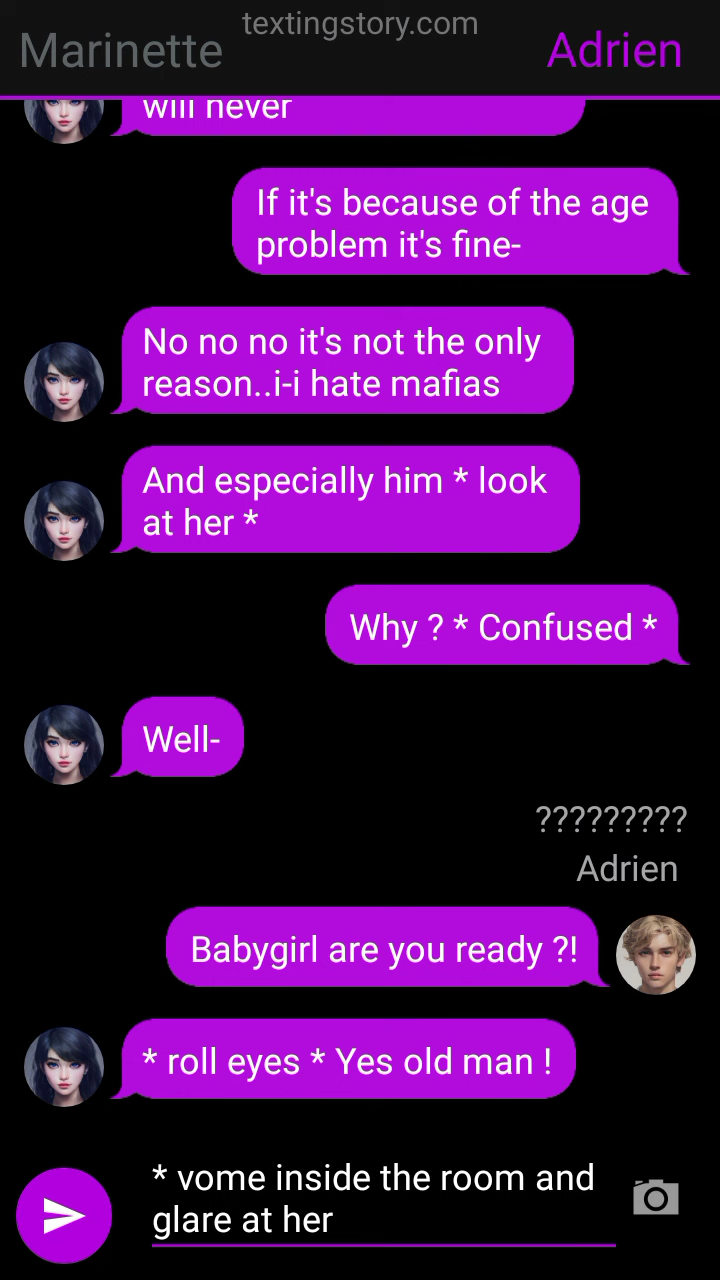 textingstory.com
Marinette
Adrien
will never
If it's because of the age
problem it's fine-
No no no it's not the only
reason..i-i hate mafias
And especially him * look
at her *
Why ? * Confused *
Well-
?????????
Adrien
Babygirl are you ready ?!
* roll eyes * Yes old man !
* vome inside the room and
glare at her